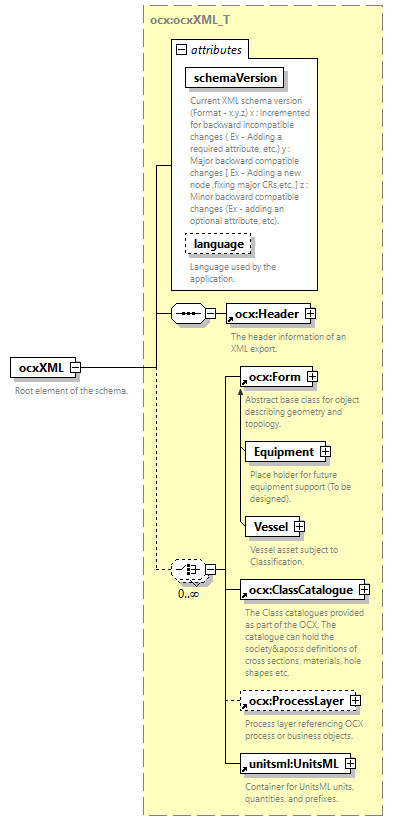 ocx:ocxXML_T
attributes
schemaVersion
Current XML schema version
(Format - x.y.z) x : Incremented
for backward incompatible
changes ( Ex - Adding a
required attribute, etc.) y :
Major backward compatible
changes [ Ex - Adding a new
node ,fixing major CRs,etc..] z :
Minor backward compatible
changes (Ex - adding an
optional attribute, etc).
language
Language used by the
application.
ocx:Header
The header information of an
XML export.
ocxXML
Root element of the schema.
ocx:Form
Abstract base class for object
describing geometry and
topology.
Equipment
Place holder for future
equipment support (To be
designed).
Vessel
Vessel asset subject to
Classification.
0..∞
ocx:ClassCatalogue
The Class catalogues provided
as part of the OCX. The
catalogue can hold the
society&apos;s definitions of
cross sections, materials, hole
shapes etc.
ocx:ProcessLayer
Process layer referencing OCX
process or business objects.
unitsml:UnitsML
Container for UnitsML units,
quantities, and prefixes.